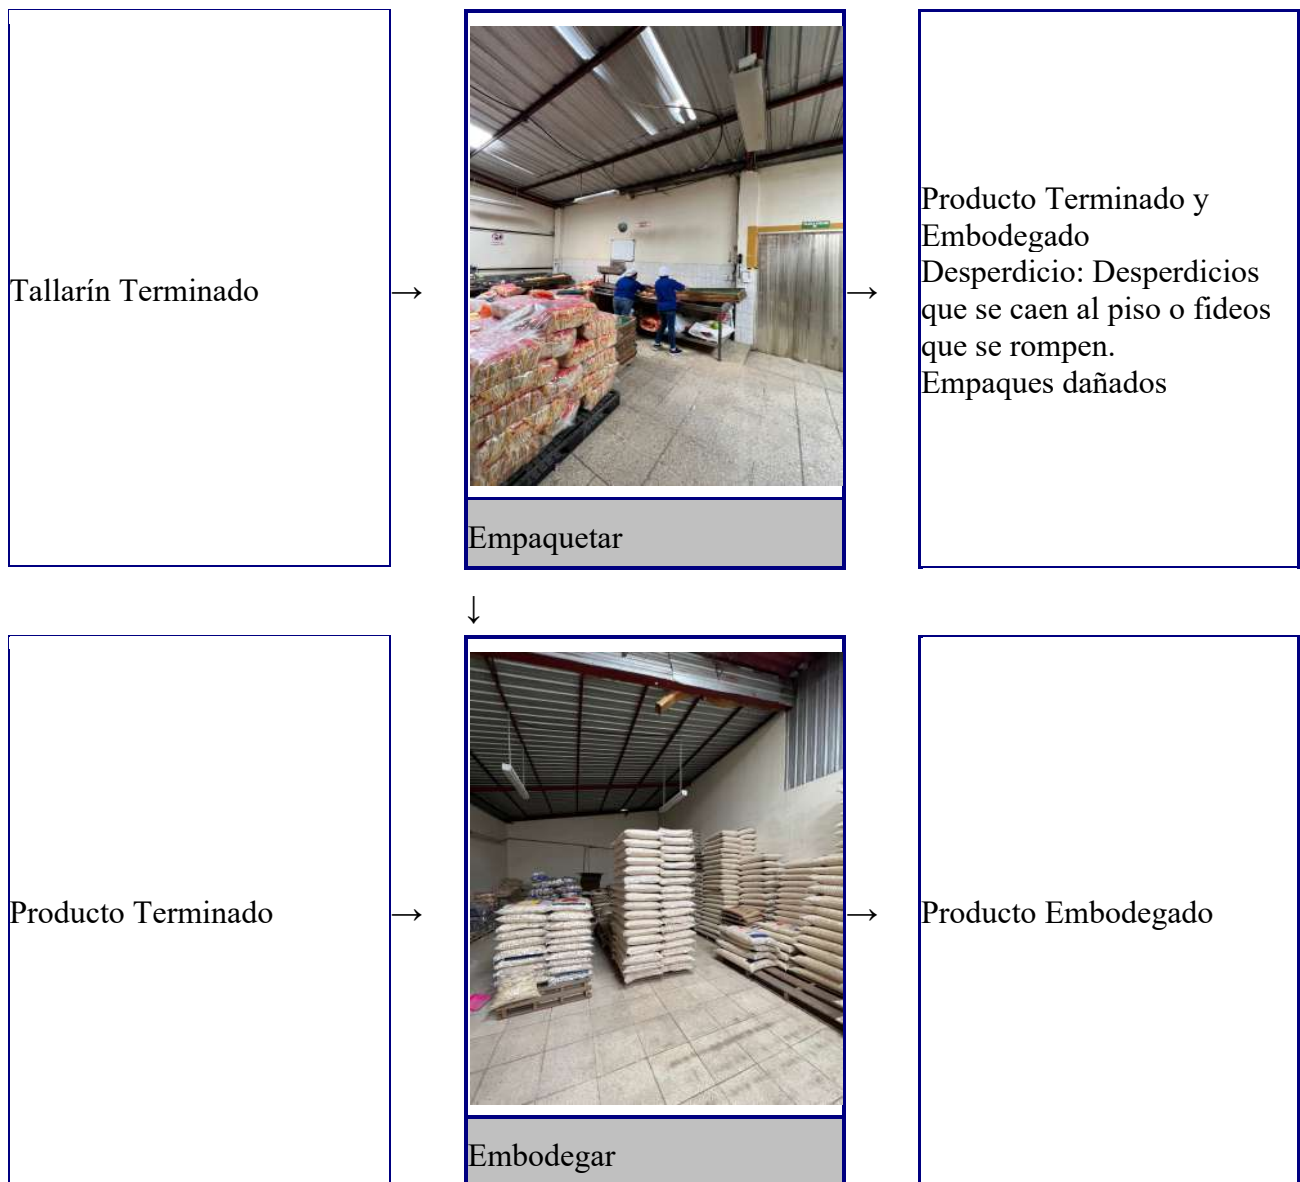 Tallarín Terminado
→
→
Producto Terminado y
Embodegado
Desperdicio: Desperdicios
que se caen al piso o fideos
que se rompen.
Empaques dañados
Empaquetar
↓
Producto Terminado
→
→
Producto Embodegado
Embodegar